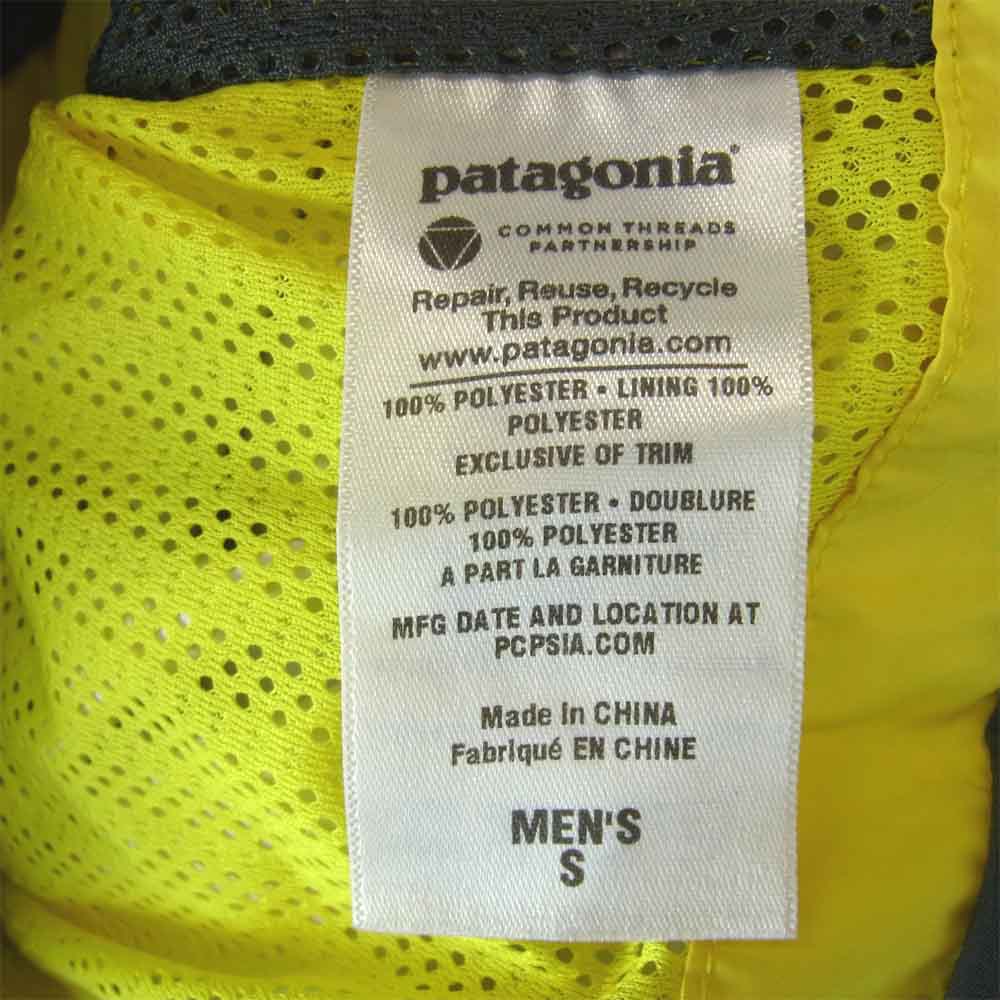 patagonia®
COMMON THREADS
PARTNERSHIP
Repair, Reuse, Recycle
This Product
www.patagonia.com
100% POLYESTER • LINING 100%
POLYESTER
EXCLUSIVE OF TRIM
100% POLYESTER • DOUBLURE
100% POLYESTER
A PART LA GARNITURE
MFG DATE AND LOCATION AT
PCPSIA.COM
Made in CHINA
Fabriqué EN CHINE
MEN'S
S